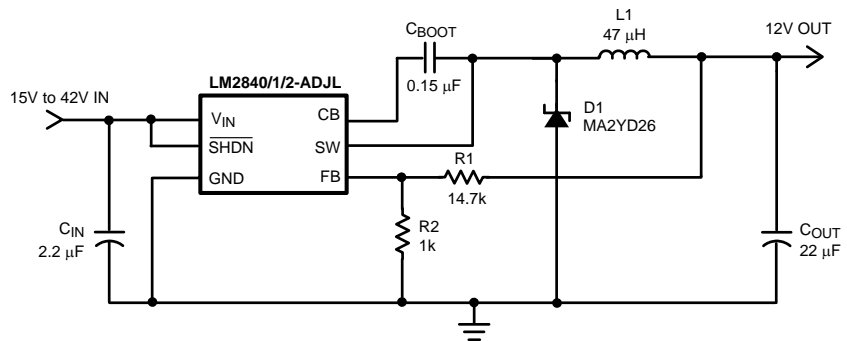 L1
47 μH
12V OUT
CBOOT
0.15 μF
LM2840/1/2-ADJL
15V to 42V IN
VIN
CB
D1
MA2YD26
SHDN
SW
R1
14.7k
GND
FB
R2
1k
CIN
2.2 μF
COUT
22 μF